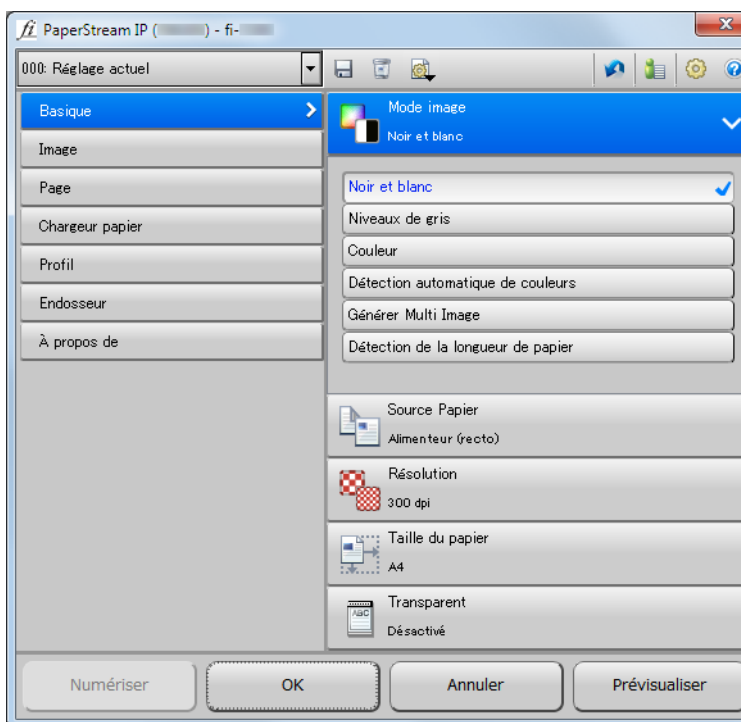 fi PaperStream IP ( ) - fi-
000: Réglage actuel
Basique
Image
Page
Chargeur papier
Profil
Endosseur
À propos de
Mode image
Noir et blanc
Noir et blanc
Niveaux de gris
Couleur
Détection automatique de couleurs
Générer Multi Image
Détection de la longueur de papier
Source Papier
Alimenteur (recto)
Résolution
300 dpi
Taille du papier
A4
ABC
Transparent
Désactivé
Numériser
OK
Annuler
Prévisualiser